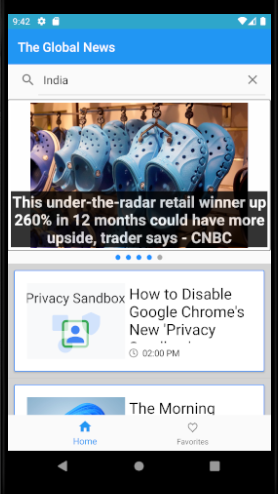 9:42
The Global News
India
This under-the-radar retail winner up
260% in 12 months could have more
upside, trader says - CNBC
Privacy Sandbox
How to Disable
Google Chrome's
New 'Privacy
02:00 PM
The Morning
Home
Favorites